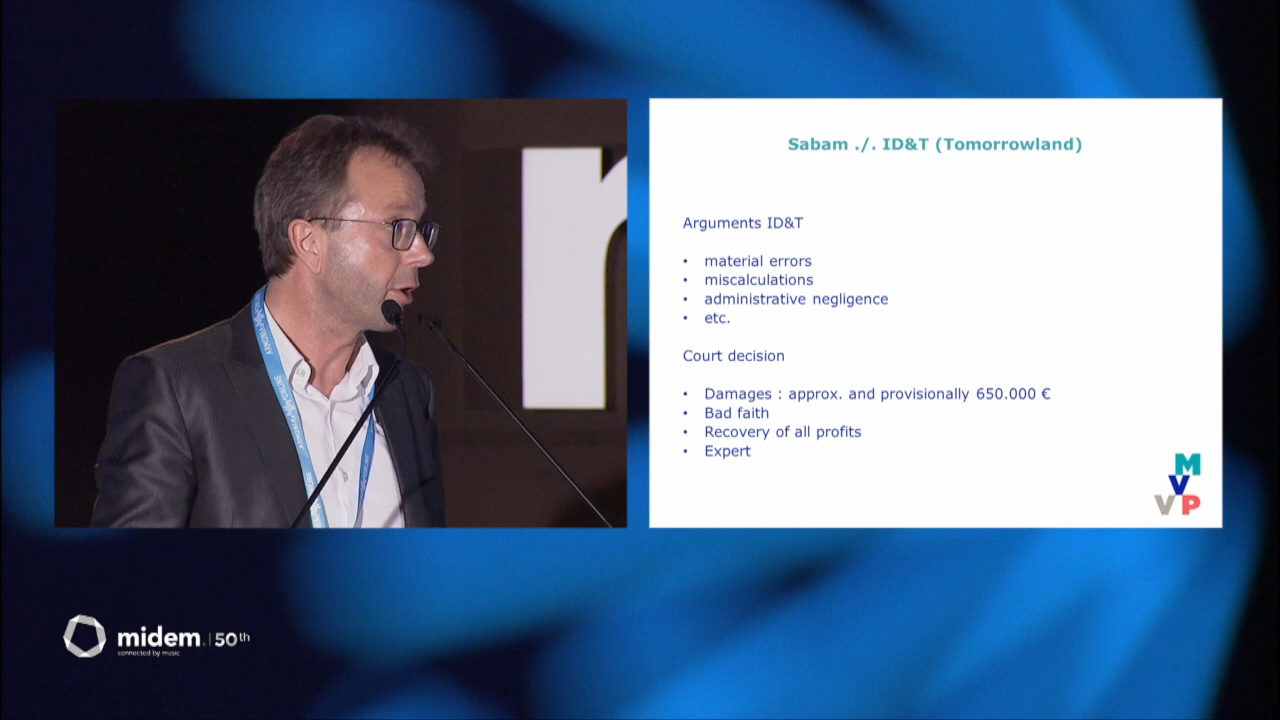 Sabam ./. ID&T (Tomorrowland)
Arguments ID&T
• material errors
• miscalculations
• administrative negligence
• etc.
Court decision
• Damages : approx. and provisionally 650.000 €
• Bad faith
• Recovery of all profits
• Expert
M
V
V P
midem. | 50th
connected by music